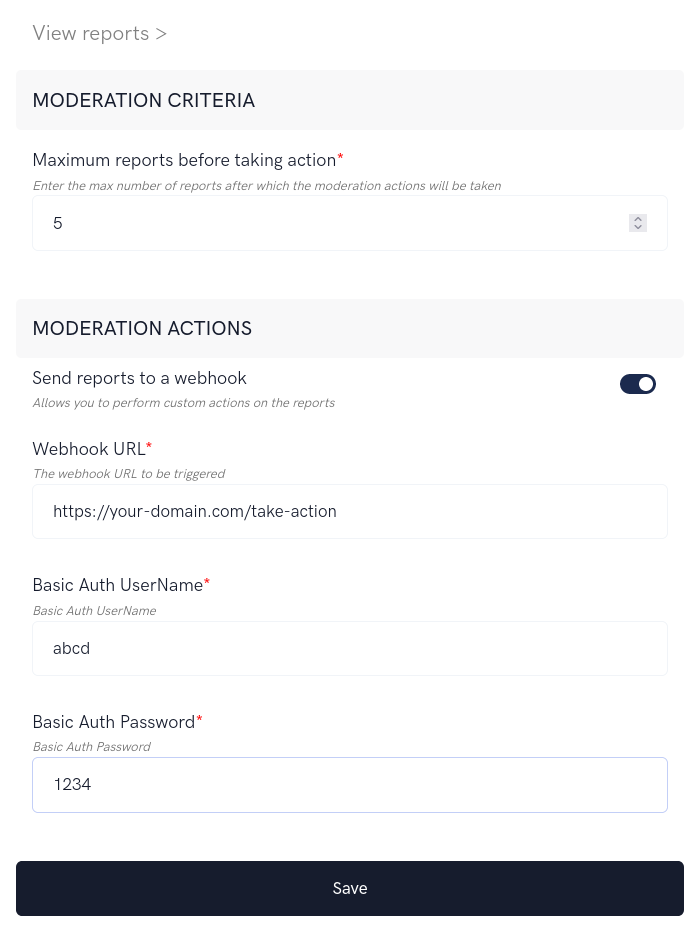 View reports >
MODERATION CRITERIA
Maximum reports before taking action*
Enter the max number of reports after which the moderation actions will be taken
5
MODERATION ACTIONS
Send reports to a webhook
Allows you to perform custom actions on the reports
Webhook URL*
The webhook URL to be triggered
https://your-domain.com/take-action
Basic Auth UserName*
Basic Auth UserName
abcd
Basic Auth Password*
Basic Auth Password
1234
Save